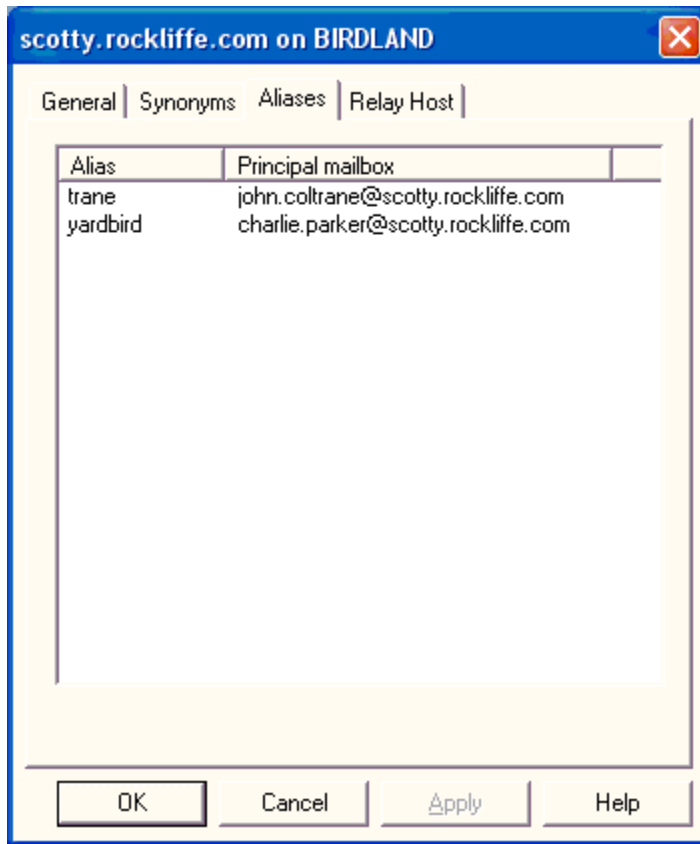 scotty.rockliffe.com on BIRDLAND
General Synonyms Aliases Relay Host
Alias Principal mailbox
trane john.coltrane@scotty.rockliffe.com
yardbird charlie.parker@scotty.rockliffe.com
OK Cancel Apply Help